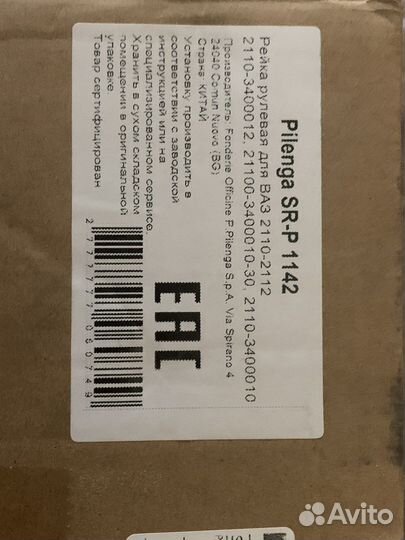 Pilenga SR-P 1142
Рейка рулевая для ВАЗ 2110-2112
2110-3400012, 21100-3400010-30, 2110-3400010
Производитель: Fonderie Officine F.Pilenga S.p.A. Via Spirano 4
24040 Comun Nuovo (BG)
Страна: КИТАЙ
Установку производить в
соответствии с заводской
инструкцией или на
специализированном сервисе.
Хранить в сухом складском
помещении в оригинальной
упаковке.
Товар сертифицирован
EAC
Avito